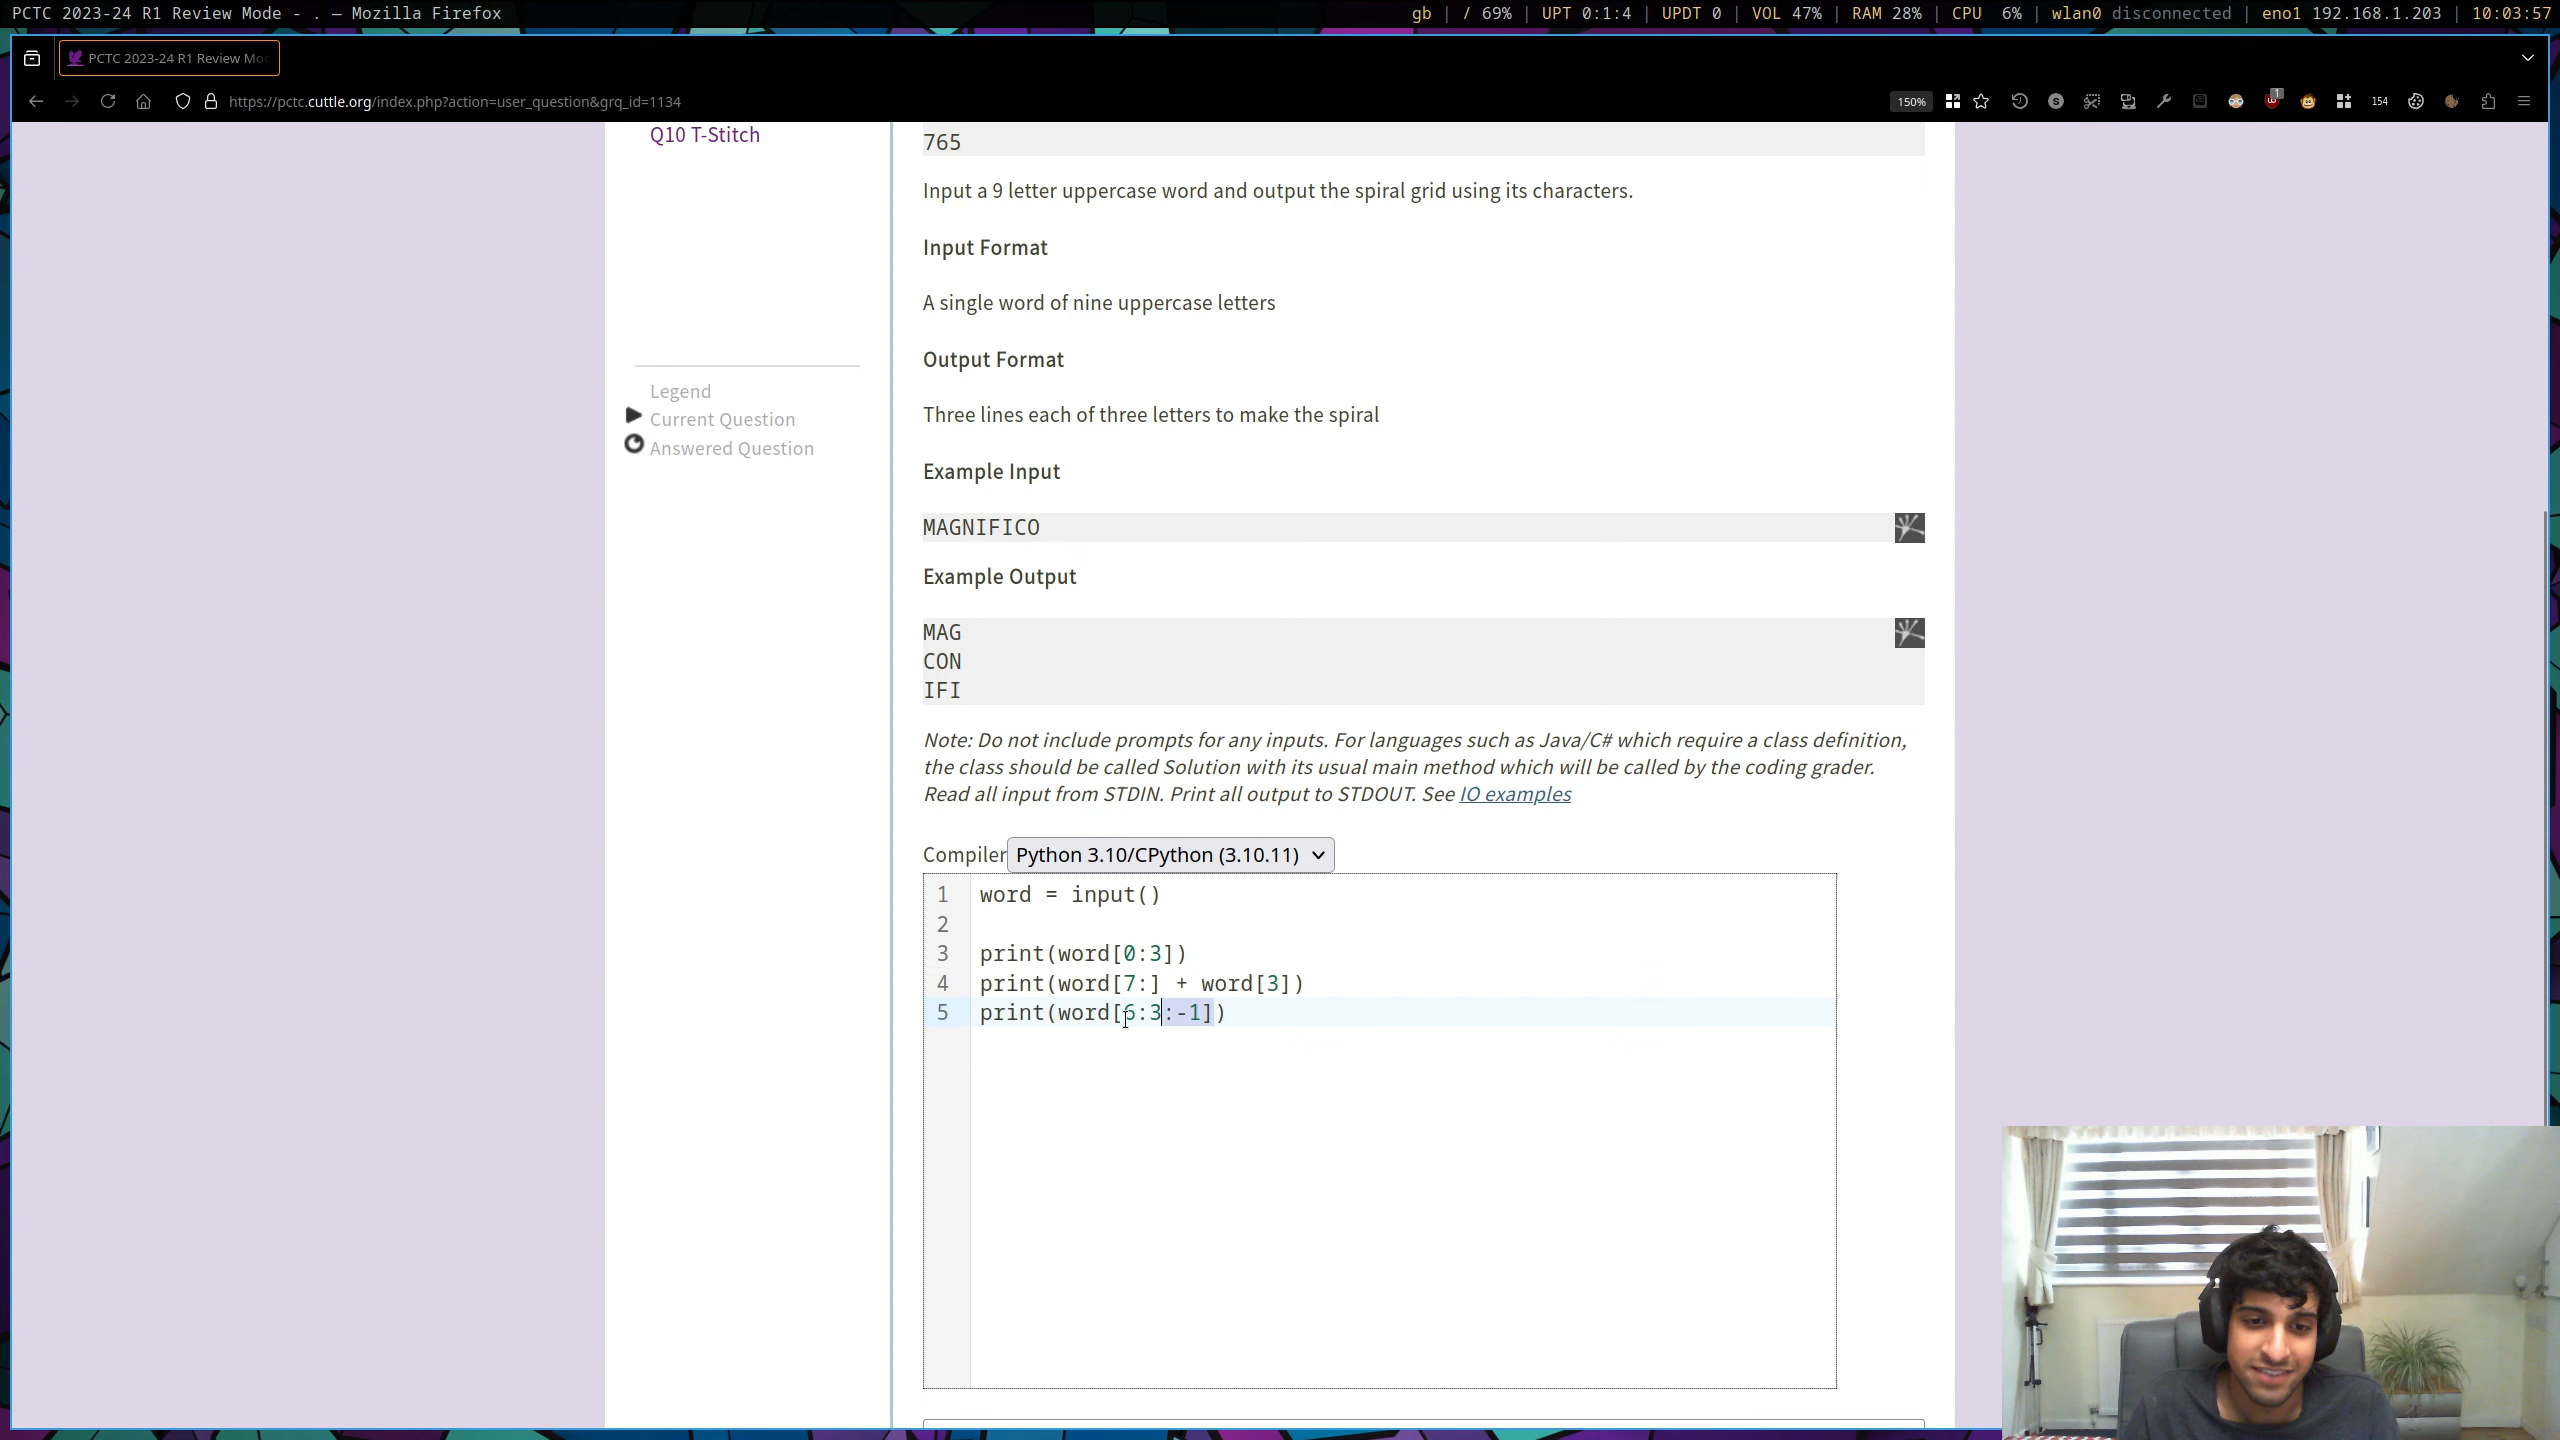 PCTC 2023-24 R1 Review Mode - . — Mozilla Firefox
gb | / 69% | UPT 0:1:4 | UPDT 0 | VOL 47% | RAM 28% | CPU 6% | wlan0 disconnected | eno1 192.168.1.203 | 10:03:57
PCTC 2023-24 R1 Review Mo
https://pctc.cuttle.org/index.php?action=user_question&grq_id=1134
150%
S
1
154
Q10 T-Stitch
Legend
Current Question
Answered Question
765
Input a 9 letter uppercase word and output the spiral grid using its characters.
Input Format
A single word of nine uppercase letters
Output Format
Three lines each of three letters to make the spiral
Example Input
MAGNIFICO
Example Output
MAG
CON
IFI
Note: Do not include prompts for any inputs. For languages such as Java/C# which require a class definition,
the class should be called Solution with its usual main method which will be called by the coding grader.
Read all input from STDIN. Print all output to STDOUT. See IO examples
Compiler Python 3.10/CPython (3.10.11)
1 word = input()
2
3 print(word[0:3])
4 print(word[7:] + word[3])
5 print(word[6:3:-1])